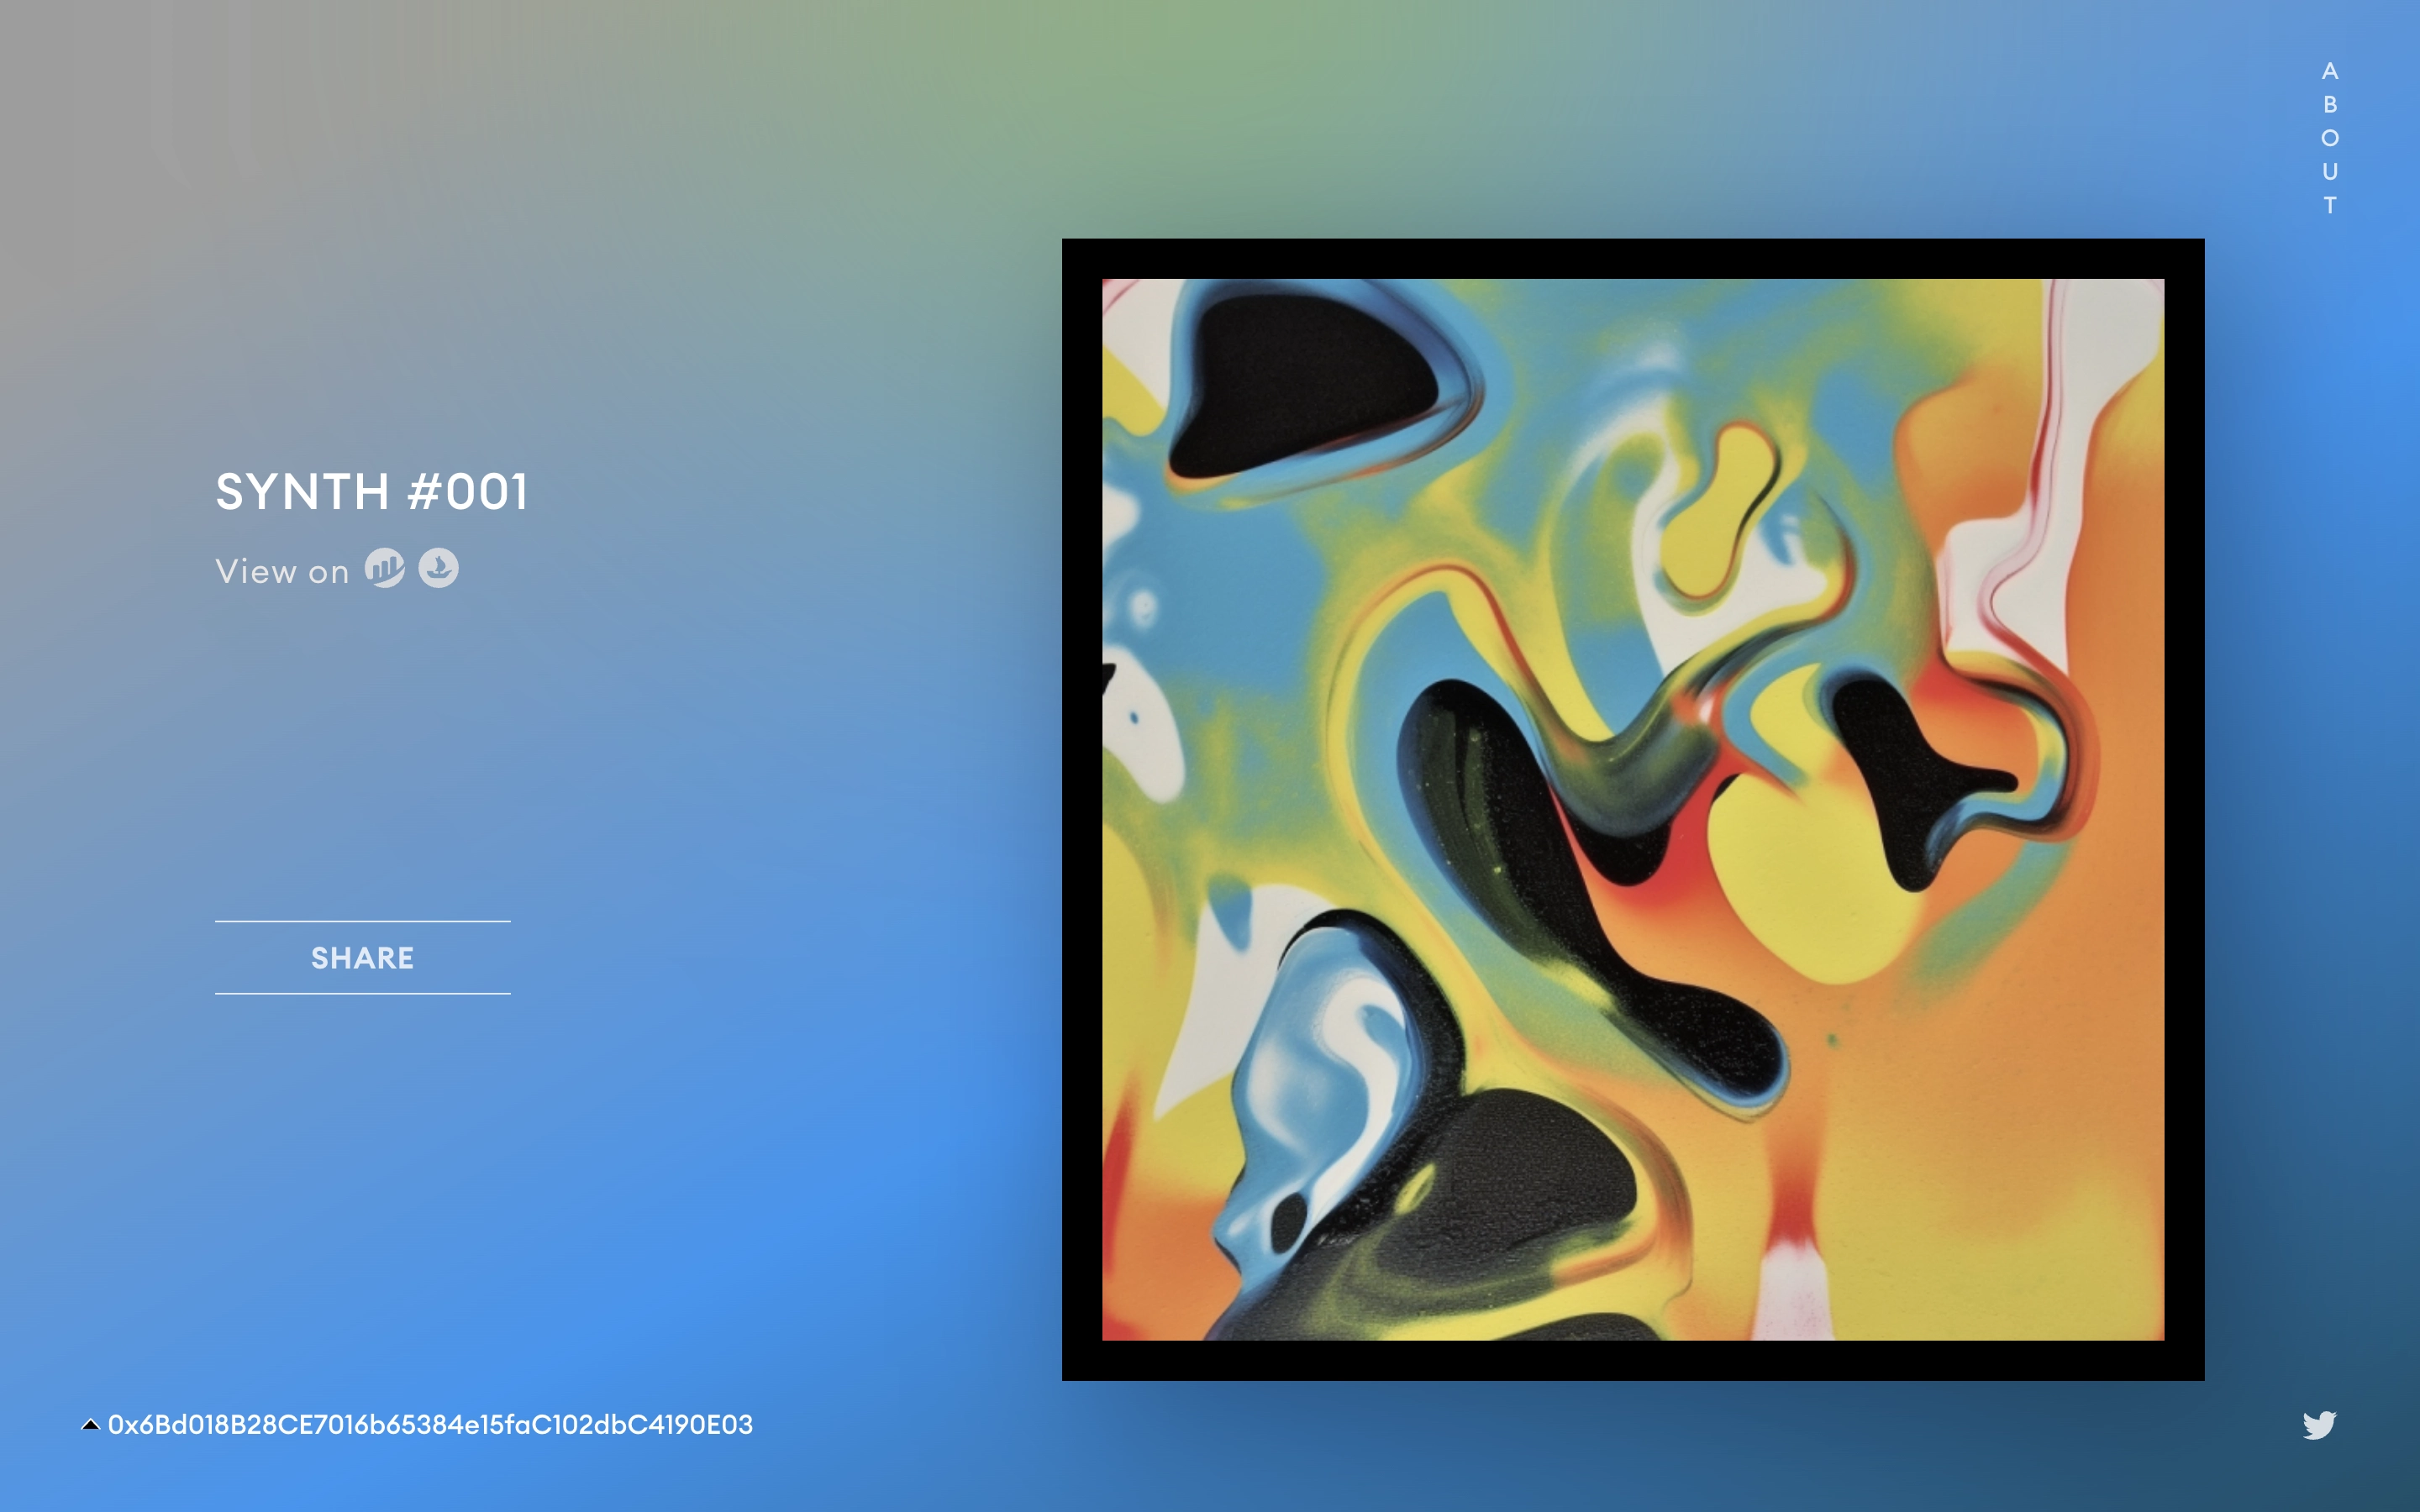 ABOUT
SYNTH #001
View on
SHARE
0x6Bd018B28CE7016b65384e15faC102dbC4190E03